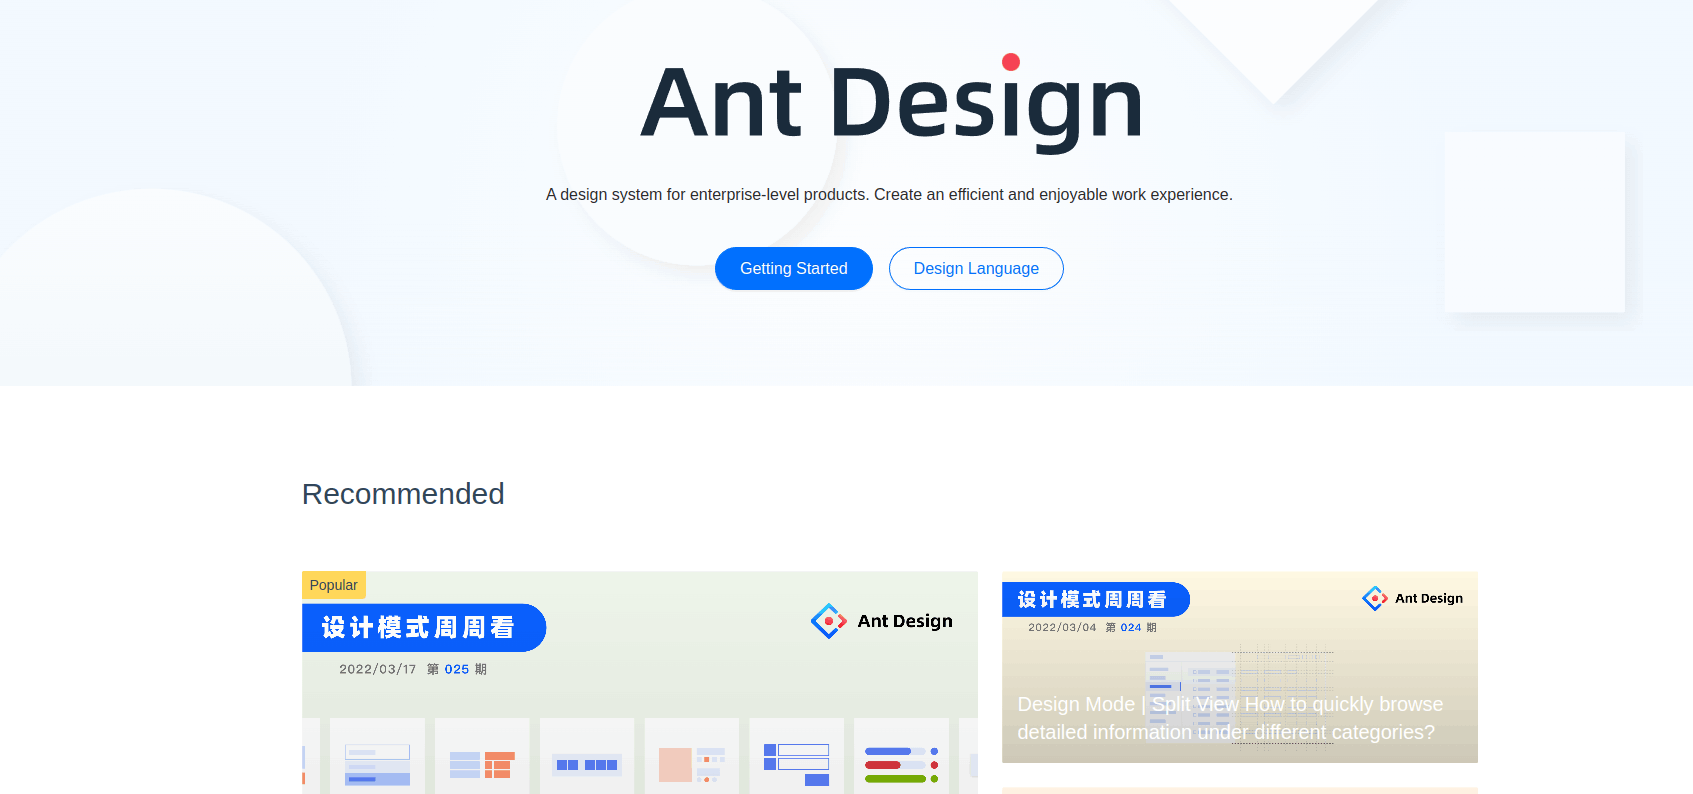 Ant Design
A design system for enterprise-level products. Create an efficient and enjoyable work experience.
Getting Started
Design Language
Recommended
Popular
设计模式周周看
Ant Design
2022/03/17 第 025 期
设计模式周周看
Ant Design
2022/03/04 第 024 期
Design Mode | Split View How to quickly browse
detailed information under different categories?